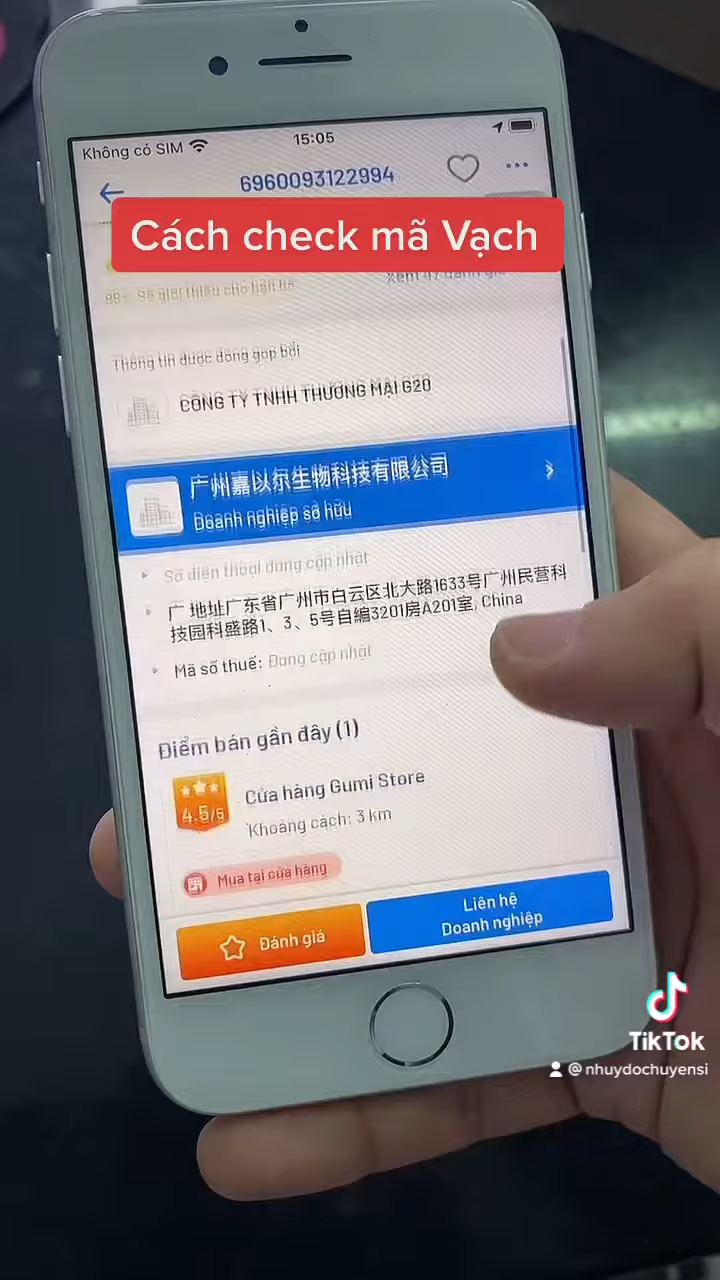 Không có SIM
15:05
6960093122994
Cách check mã Vạch
Thông tin được đóng góp bởi
CÔNG TY TNHH THƯƠNG MẠI G20
广州嘉以尔生物科技有限公司
Doanh nghiệp sở hữu
Số điện thoại đang cập nhật
广 地址广东省广州市白云区北大路1633号广州民营科
技园科盛路1、3、5号自编3201房A201室, China
Mã số thuế: Đang cập nhật
Điểm bán gần đây (1)
4.5/5
Cửa hàng Gumi Store
Khoảng cách: 3 km
Mua tại cửa hàng
Đánh giá
Liên hệ
Doanh nghiệp
TikTok
@ nhuydochuyensi